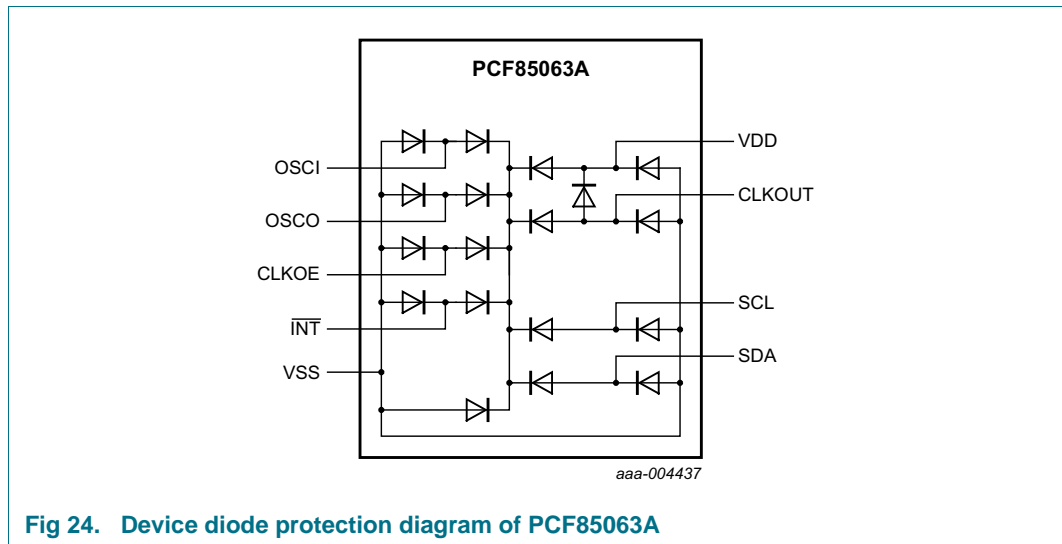 PCF85063A
OSCI
OSCO
CLKOE
INT
VSS
VDD
CLKOUT
SCL
SDA
aaa-004437
Fig 24. Device diode protection diagram of PCF85063A